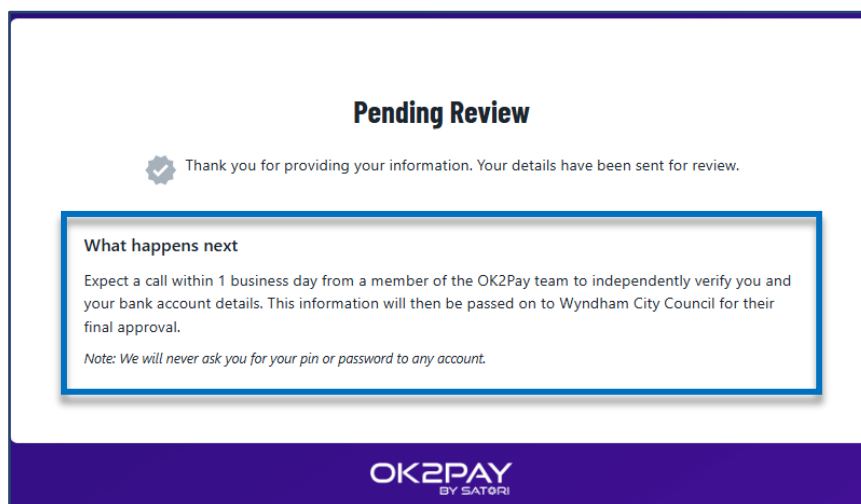 Pending Review
Thank you for providing your information. Your details have been sent for review.
What happens next
Expect a call within 1 business day from a member of the OK2Pay team to independently verify you and
your bank account details. This information will then be passed on to Wyndham City Council for their
final approval.
Note: We will never ask you for your pin or password to any account.
OK2PAY
BY SATORI